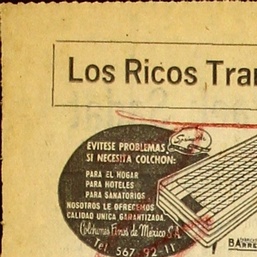 Los Ricos Tra
EVITESE PROBLEMAS
SI NECESITA COLCHON:
PARA EL HOGAR
PARA HOTELES
PARA SANATORIOS
NOSOTROS LE OFRECEMOS
CALIDAD UNICA GARANTIZADA.
Colchones Finos de México S.A.
Tel. 567-92-11